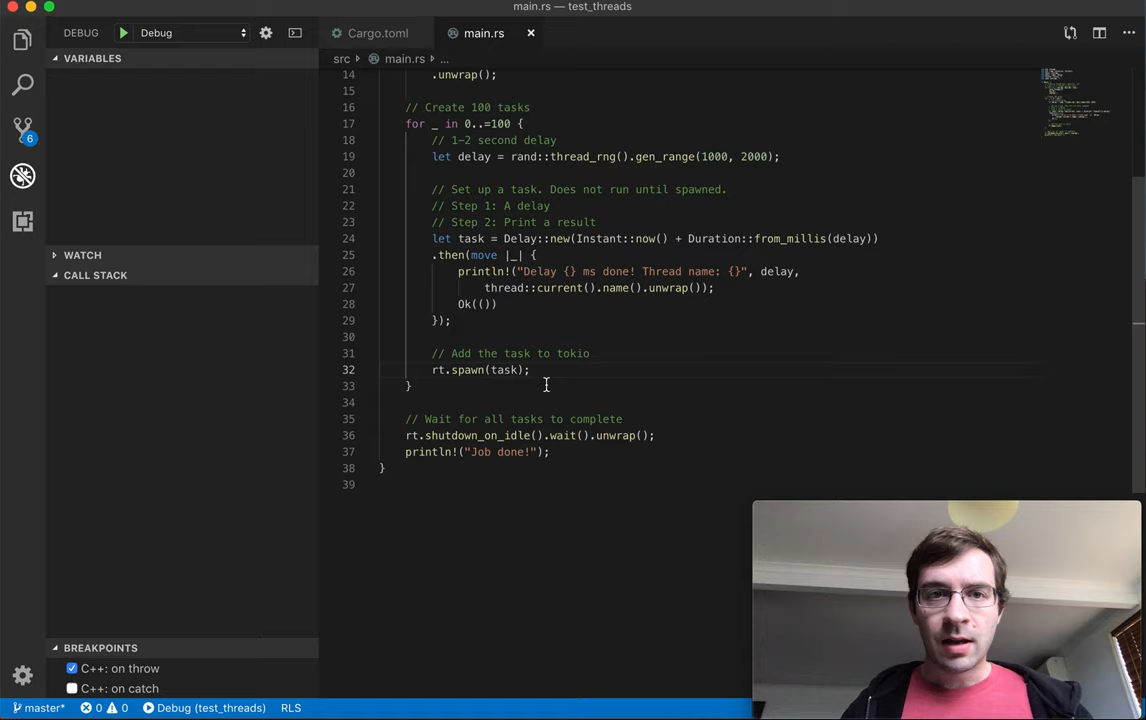 main.rs — test_threads
DEBUG
Debug
Cargo.toml
main.rs
src
main.rs
...
VARIABLES
WATCH
CALL STACK
14 .unwrap();
15
16 // Create 100 tasks
17 for _ in 0..=100 {
18 // 1-2 second delay
19 let delay = rand::thread_rng().gen_range(1000, 2000);
20
21 // Set up a task. Does not run until spawned.
22 // Step 1: A delay
23 // Step 2: Print a result
24 let task = Delay::new(Instant::now() + Duration::from_millis(delay))
25 .then(move |_| {
26 println!("Delay {} ms done! Thread name: {}", delay,
27 thread::current().name().unwrap());
28 Ok(())
29 });
30
31 // Add the task to tokio
32 rt.spawn(task);
33 }
34
35 // Wait for all tasks to complete
36 rt.shutdown_on_idle().wait().unwrap();
37 println!("Job done!");
38 }
39
BREAKPOINTS
C++: on throw
C++: on catch
6
master*
0
0
Debug (test_threads)
RLS